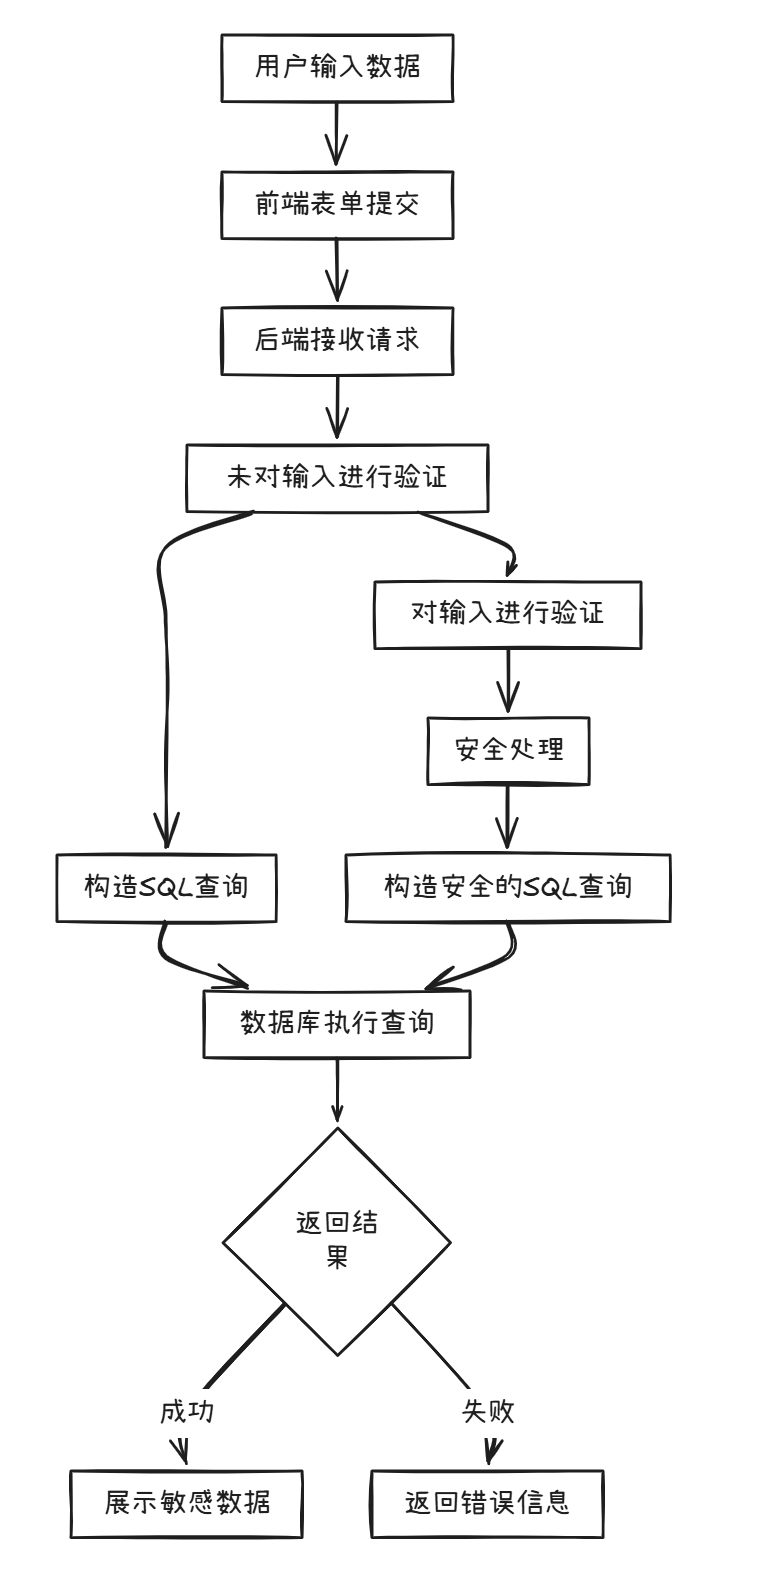 用户输入数据
前端表单提交
后端接收请求
未对输入进行验证
对输入进行验证
安全处理
构造SQL查询
构造安全的SQL查询
数据库执行查询
返回结
果
成功
失败
展示敏感数据
返回错误信息